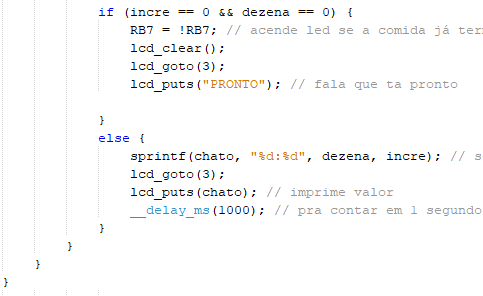 if (incre == 0 && dezena == 0) {
RB7 = !RB7; // acende led se a comida já
lcd_clear();
lcd_goto(3);
lcd_puts("PRONTO"); // fala que ta pronto
}
else {
sprintf(chato, "%d:%d", dezena, incre); // s
lcd_goto(3);
lcd_puts(chato); // imprime valor
__delay_ms(1000); // pra contar em 1 segundo
}
}
}
}